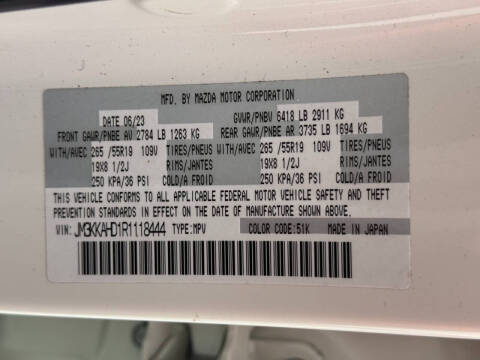 MFD. BY MAZDA MOTOR CORPORATION
DATE 06/23 GVWR/PNBV 6418 LB 2911 KG
FRONT GAWR/PNBE AV 2784 LB 1263 KG REAR GAWR/PNBE AR 3735 LB 1694 KG
WITH/AVEC 265 /55R19 109V TIRES/PNEUS WITH/AVEC 265 /55R19 109V TIRES/PNEUS
19X8 1/2J RIMS/JANTES 19X8 1/2J RIMS/JANTES
250 KPA/36 PSI COLD/A FROID 250 KPA/36 PSI COLD/A FROID
THIS VEHICLE CONFORMS TO ALL APPLICABLE FEDERAL MOTOR VEHICLE SAFETY AND THEFT
PREVENTION STANDARDS IN EFFECT ON THE DATE OF MANUFACTURE SHOWN ABOVE.
VIN: JM3KKAHD1R1118444 TYPE:MPV COLOR CODE: 51K MADE IN JAPAN